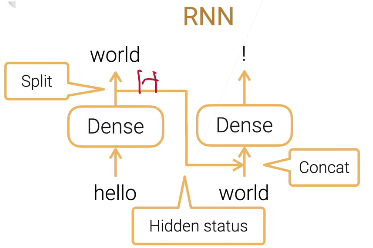 RNN
world
!
Split
H
Dense
Dense
Concat
hello
world
Hidden status